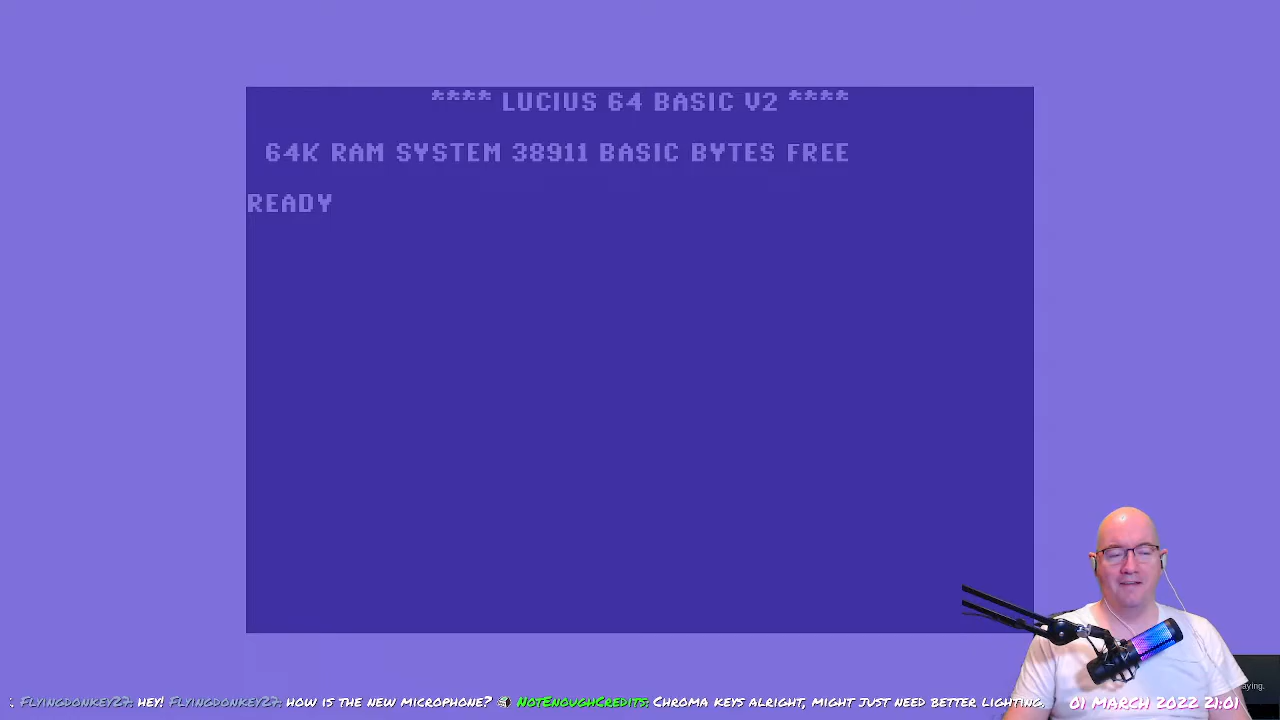 **** LUCIUS 64 BASIC V2 ****
64K RAM SYSTEM 38911 BASIC BYTES FREE
READY
aying.
: Flyingdonkey27: hey! Flyingdonkey27: how is the new microphone? NotEnoughCredits: Chroma keys alright, might just need better lighting. 01 March 2022 21:01